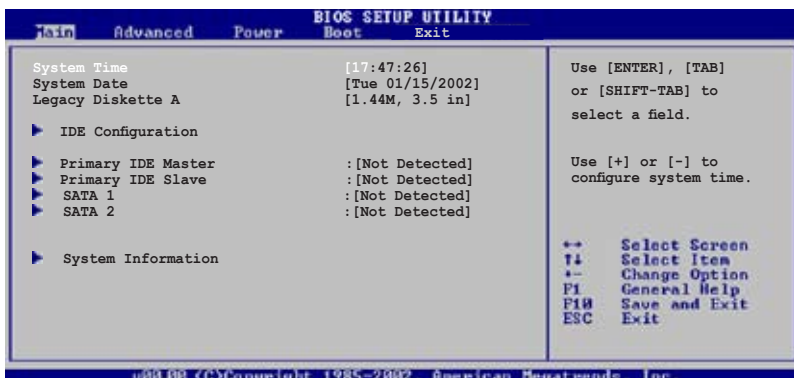 BIOS SETUP UTILITY
Main Advanced Power Boot Exit
System Time [17:47:26]
System Date [Tue 01/15/2002]
Legacy Diskette A [1.44M, 3.5 in]
IDE Configuration
Primary IDE Master :[Not Detected]
Primary IDE Slave :[Not Detected]
SATA 1 :[Not Detected]
SATA 2 :[Not Detected]
System Information
Use [ENTER], [TAB]
or [SHIFT-TAB] to
select a field.
Use [+] or [-] to
configure system time.
↔ Select Screen
↑↓ Select Item
+- Change Option
F1 General Help
F10 Save and Exit
ESC Exit
v00.00 (C)Copyright 1985-2002, American Megatrends, Inc